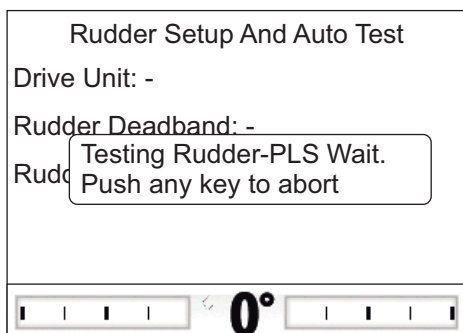 Rudder Setup And Auto Test
Drive Unit: -
Rudder Deadband: -
Testing Rudder-PLS Wait.
Push any key to abort
0°